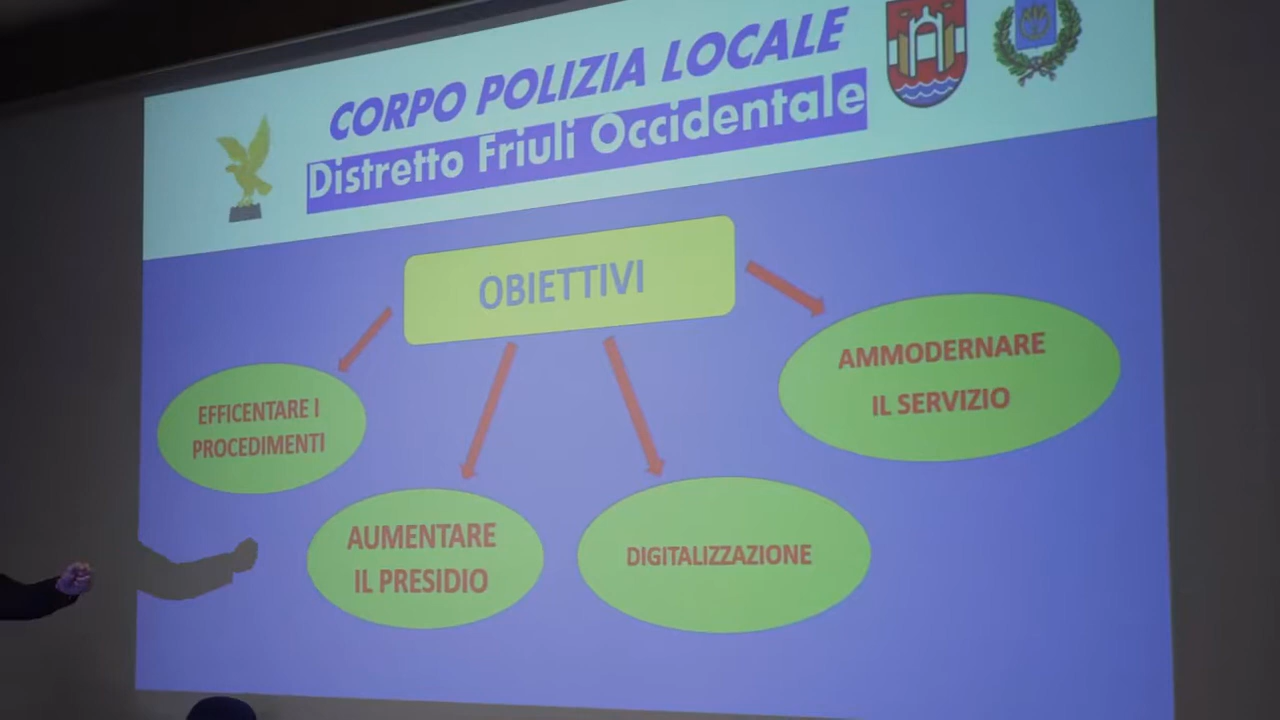 CORPO POLIZIA LOCALE
Distretto Friuli Occidentale
OBIETTIVI
EFFICENTARE I
PROCEDIMENTI
AUMENTARE
IL PRESIDIO
DIGITALIZZAZIONE
AMMODERNARE
IL SERVIZIO